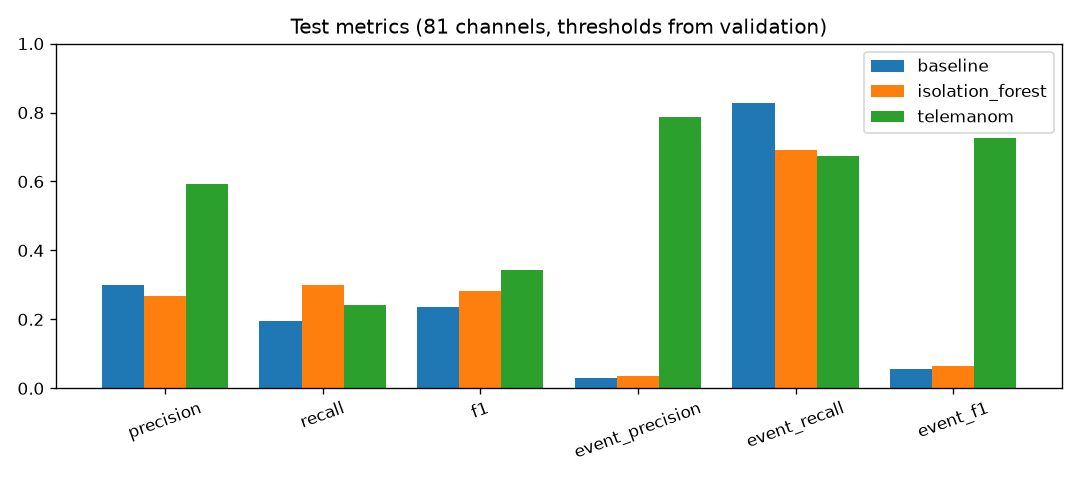 Test metrics (81 channels, thresholds from validation)
1.0
0.8
0.6
0.4
0.2
0.0
baseline
isolation_forest
telemanom
precision
recall
f1
event_precision
event_recall
event_f1